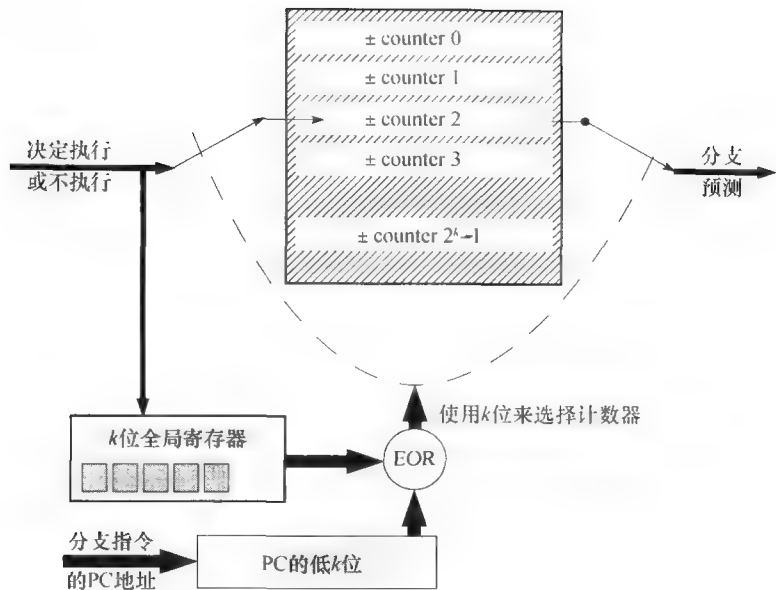 ± counter 0
± counter 1
± counter 2
± counter 3
± counter 2ᵏ–1
决定执行
或不执行
分支
预测
使用k位来选择计数器
k位全局寄存器
EOR
分支指令
的PC地址
PC的低k位